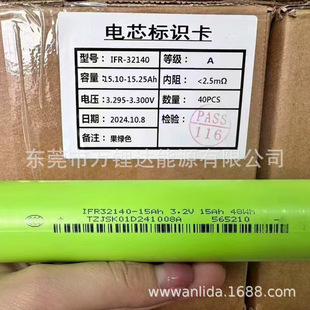 电芯标识卡
型号: IFR-32140 等级: A
容量 15.10-15.25Ah 内阻: <2.5mΩ
电压: 3.295-3.300V 数量: 40PCS
日期: 2024.10.8 检验: PASS 116
备注: 果绿色
东莞市万锂达能源有限公司
IFR32140-15Ah 3.2V 15Ah 48Wh
TZJSK01D241008A 565210
www.wanlida.1688.com